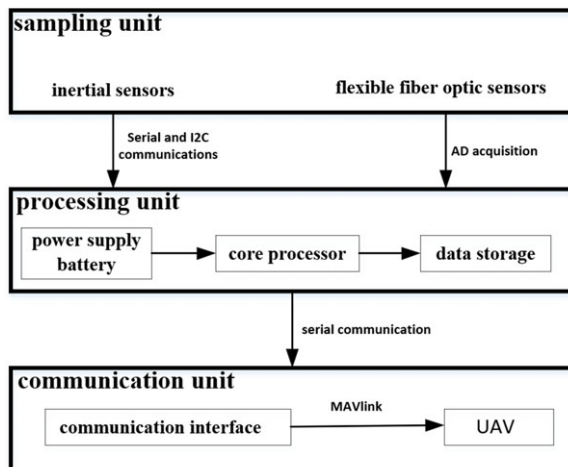 sampling unit
inertial sensors
flexible fiber optic sensors
Serial and I2C
communications
AD acquisition
processing unit
power supply
battery
core processor
data storage
serial communication
communication unit
MAVlink
communication interface
UAV